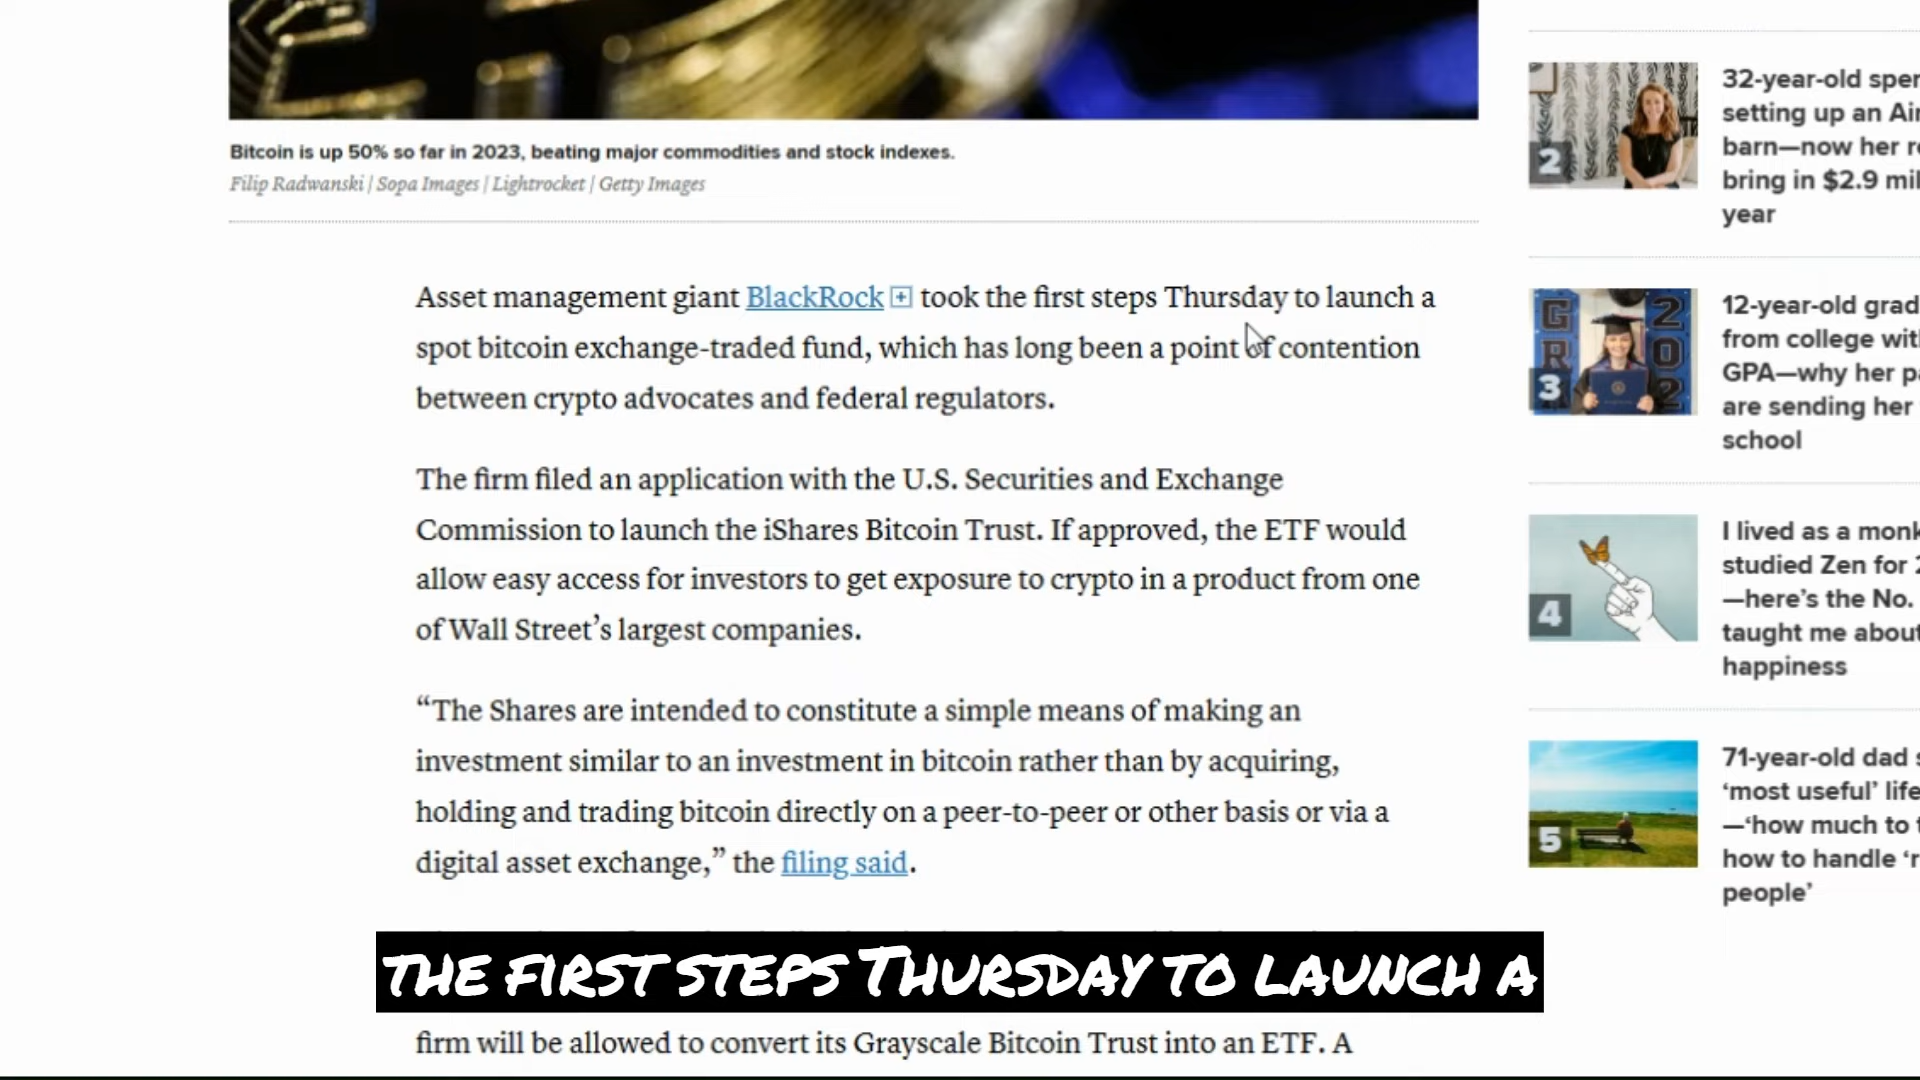 Bitcoin is up 50% so far in 2023, beating major commodities and stock indexes.
Filip Radwanski | Sopa Images | Lightrocket | Getty Images
Asset management giant BlackRock took the first steps Thursday to launch a
spot bitcoin exchange-traded fund, which has long been a point of contention
between crypto advocates and federal regulators.
The firm filed an application with the U.S. Securities and Exchange
Commission to launch the iShares Bitcoin Trust. If approved, the ETF would
allow easy access for investors to get exposure to crypto in a product from one
of Wall Street’s largest companies.
“The Shares are intended to constitute a simple means of making an
investment similar to an investment in bitcoin rather than by acquiring,
holding and trading bitcoin directly on a peer-to-peer or other basis or via a
digital asset exchange,” the filing said.
THE FIRST STEPS THURSDAY TO LAUNCH A
firm will be allowed to convert its Grayscale Bitcoin Trust into an ETF. A
2
32-year-old
setting up an
barn—now her
bring in $2.9
year
3
12-year-old
from college
GPA—why her
are sending her
school
4
I lived as a monk
studied Zen for
—here’s the No.
taught me about
happiness
5
71-year-old dad
‘most useful’ life
—‘how much to
how to handle
people’